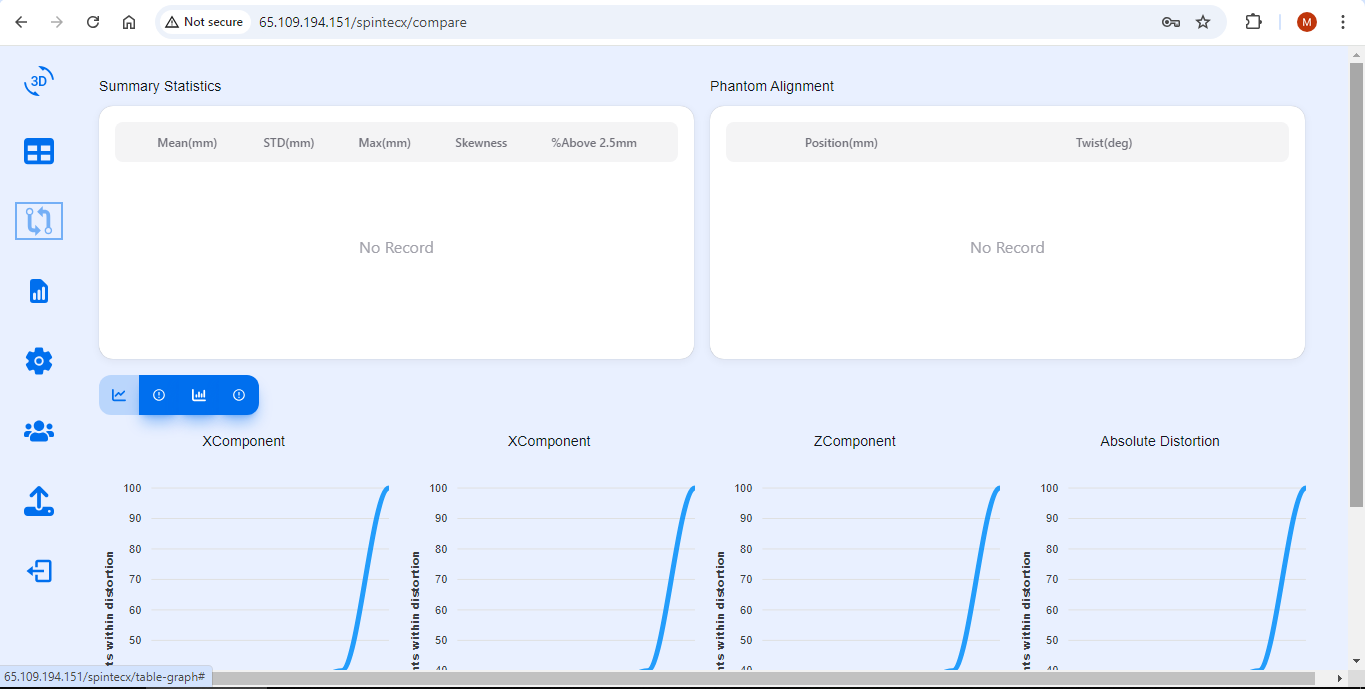 Not secure
65.109.194.151/spintecx/compare
M
3D
Summary Statistics
Phantom Alignment
Mean(mm) STD(mm) Max(mm) Skewness %Above 2.5mm
Position(mm) Twist(deg)
No Record
No Record
XComponent
XComponent
ZComponent
Absolute Distortion
100
90
80
70
60
50
40
nts within distortion
100
90
80
70
60
50
40
nts within distortion
100
90
80
70
60
50
40
nts within distortion
100
90
80
70
60
50
40
nts within distortion
65.109.194.151/spintecx/table-graph#